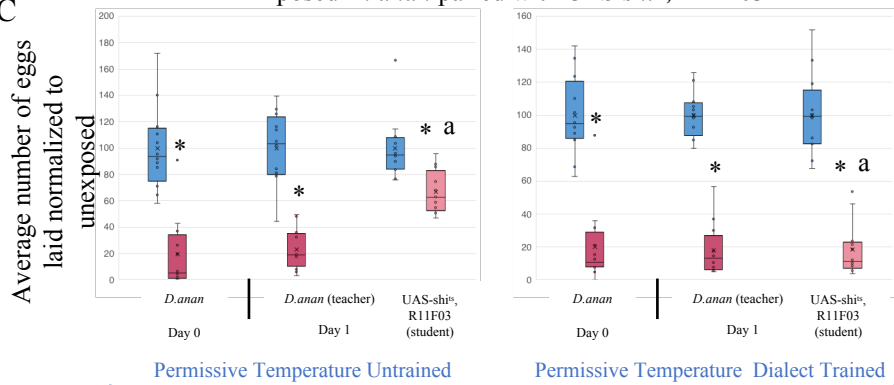 C
Average number of eggs
laid normalized to
unexposed
200
180
160
140
120
100
80
60
40
20
0
* * * a
D.anan
D.anan (teacher)
UAS-shiᵗˢ,
R11F03
(student)
Day 0
Day 1
Permissive Temperature Untrained
160
140
120
100
80
60
40
20
0
* * * a
D.anan
D.anan (teacher)
UAS-shiᵗˢ,
R11F03
(student)
Day 0
Day 1
Permissive Temperature Dialect Trained